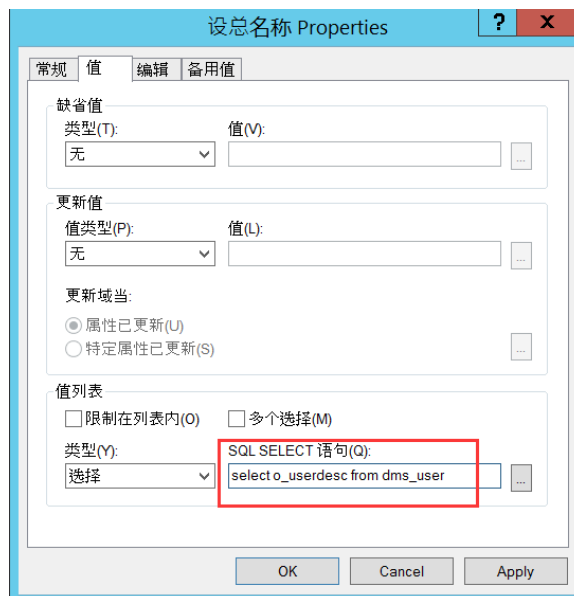 设总名称 Properties
? x
常规 值 编辑 备用值
缺省值
类型(T): 值(V):
无
...
更新值
值类型(P): 值(L):
无
...
更新域当:
属性已更新(U)
特定属性已更新(S)
...
值列表
限制在列表内(O) 多个选择(M)
类型(Y): SQL SELECT 语句(Q):
选择 select o_userdesc from dms_user ...
OK Cancel Apply